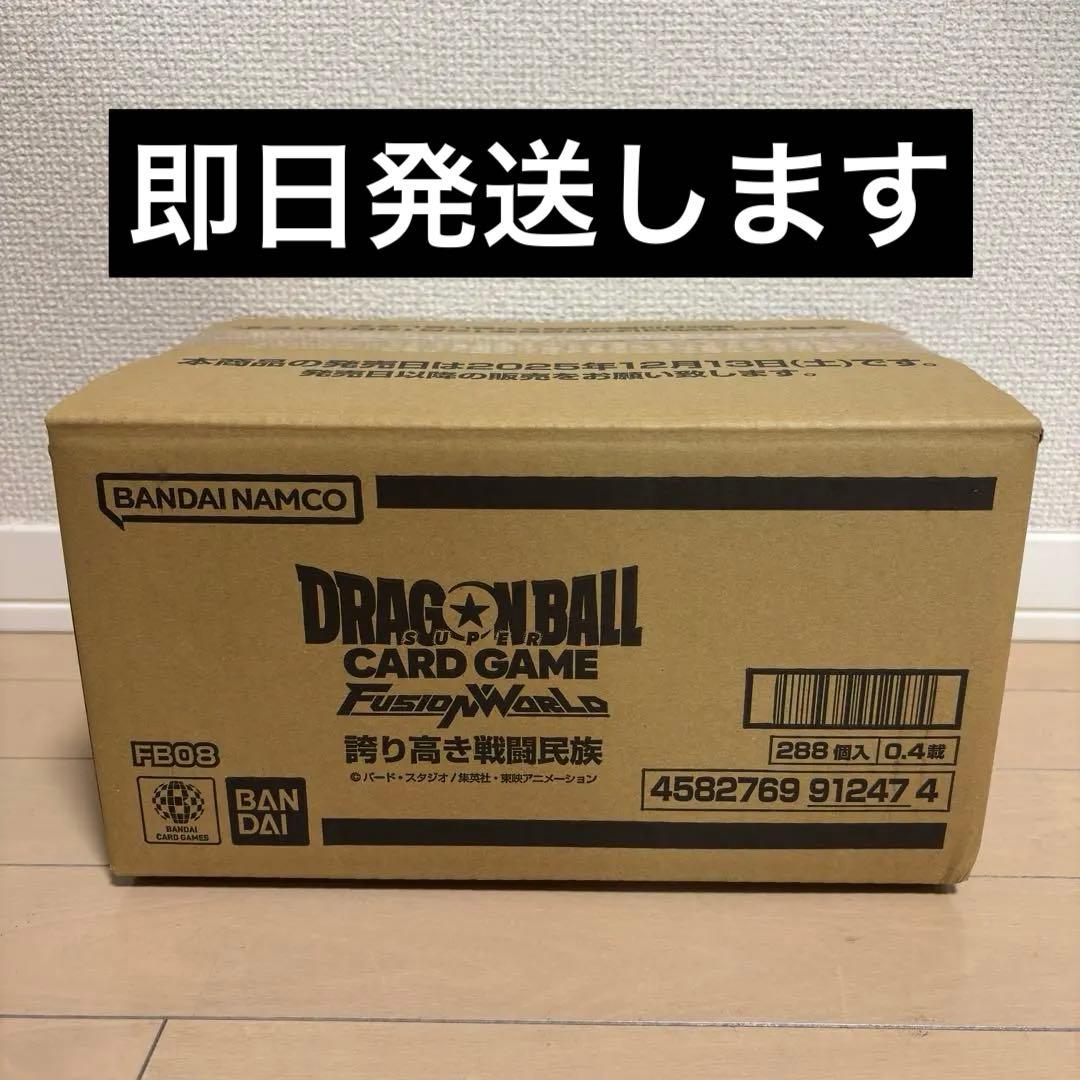 即日発送します
本商品の発売日は2025年12月13日(土)です。
発売日以降の販売をお願い致します。
BANDAI NAMCO
DRAGON BALL
SUPER
CARD GAME
FUSION WORLD
誇り高き戦闘民族
©バード・スタジオ/集英社・東映アニメーション
FB08
BANDAI
CARD GAMES
BAN
DAI
288個入 0.4載
4582769 91247 4